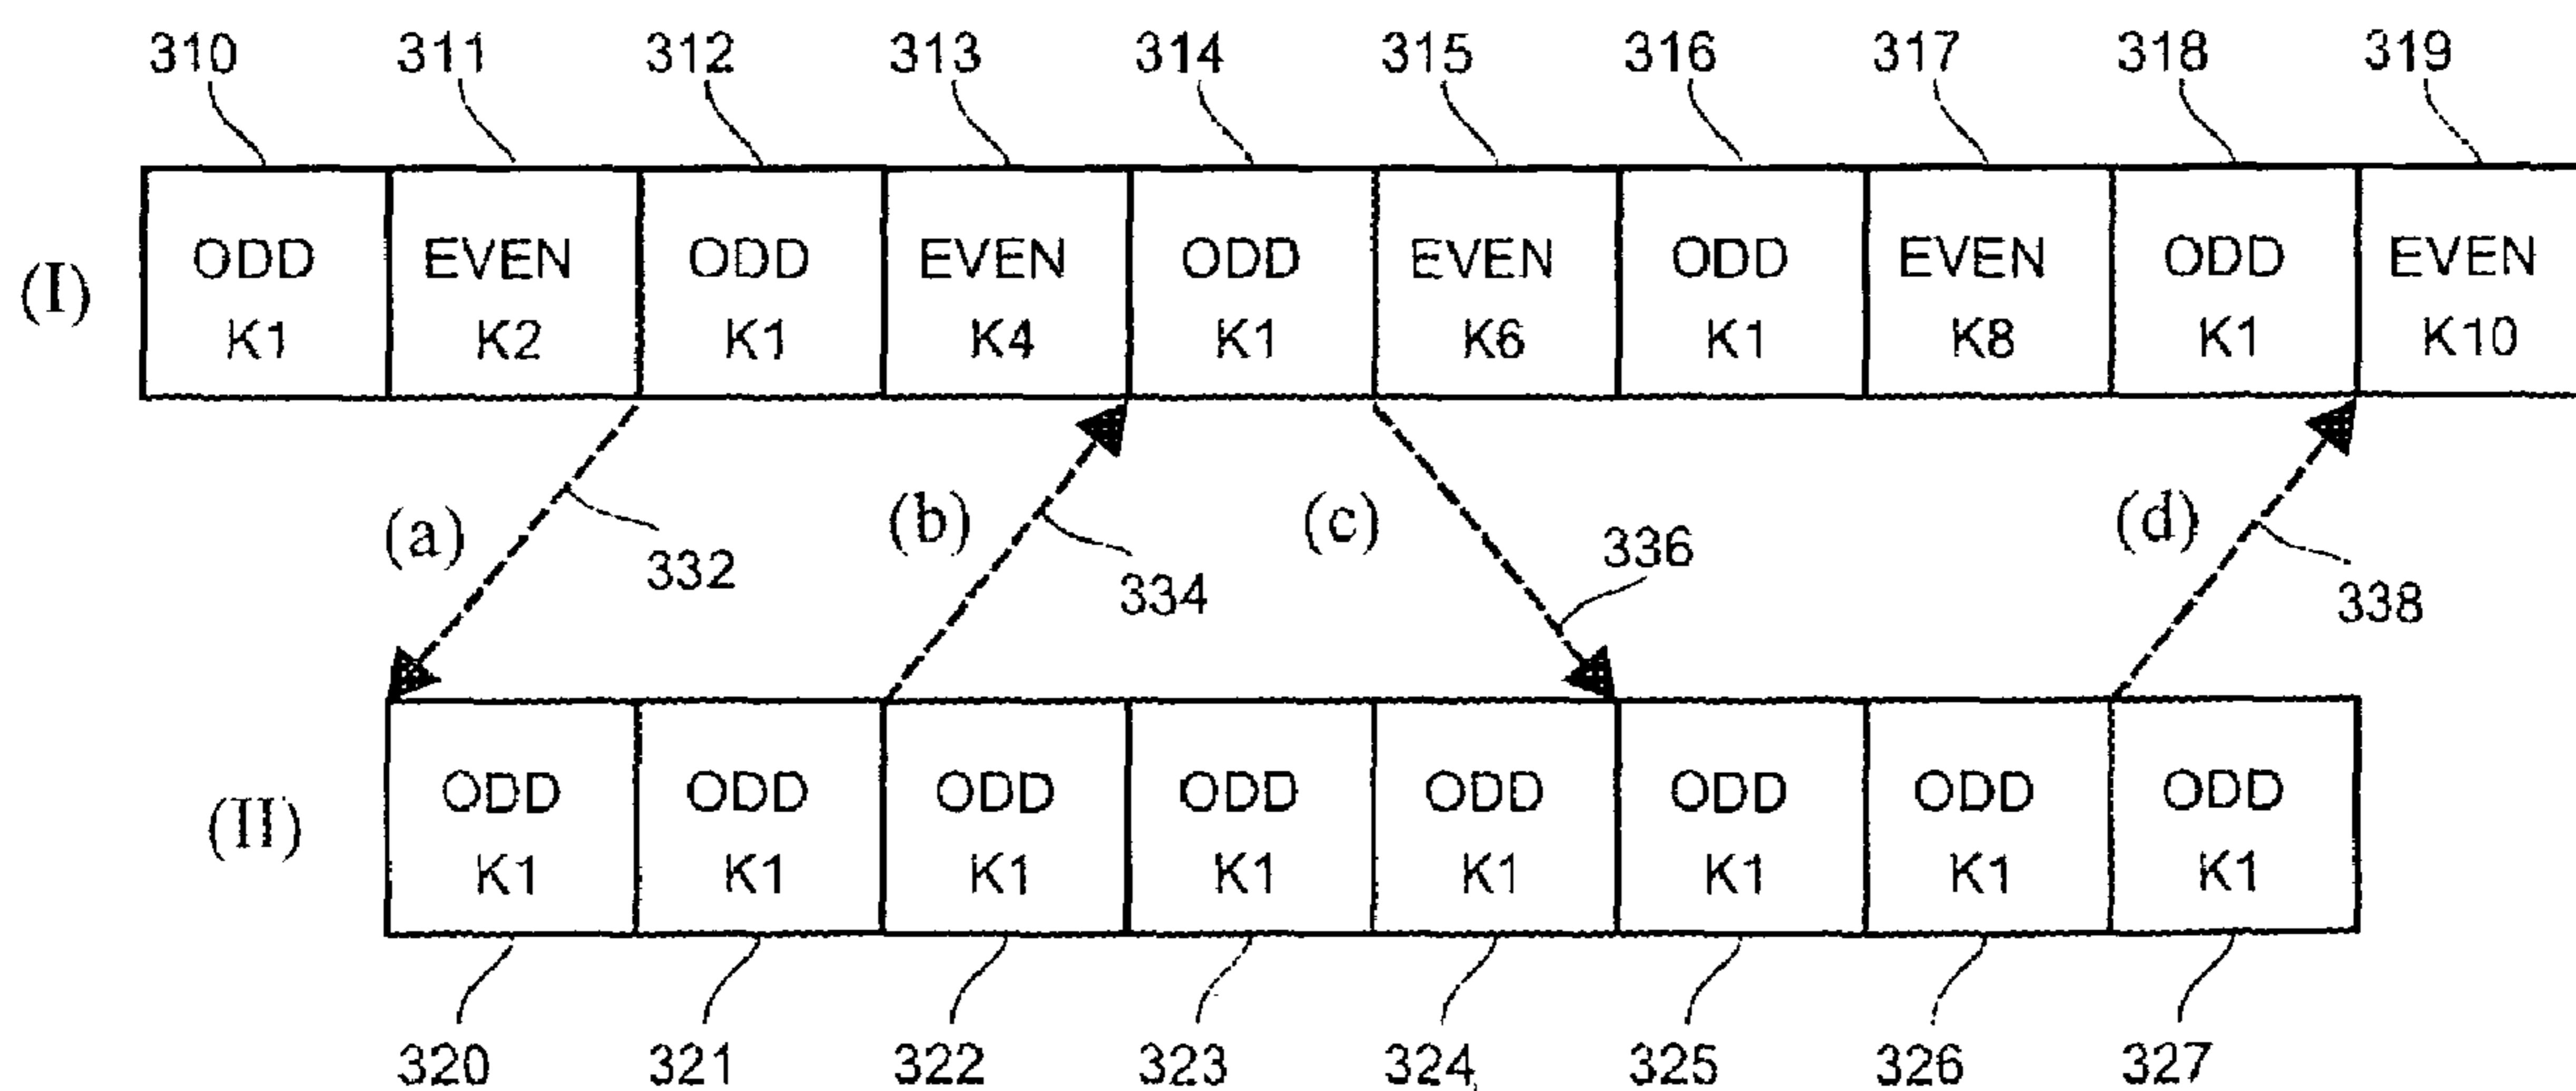 310 311 312 313 314 315 316 317 318 319
(I) ODD EVEN ODD EVEN ODD EVEN ODD EVEN ODD EVEN
K1 K2 K1 K4 K1 K6 K1 K8 K1 K10
(a) 332 (b) 334 (c) 336 (d) 338
(II) ODD ODD ODD ODD ODD ODD ODD ODD
K1 K1 K1 K1 K1 K1 K1 K1
320 321 322 323 324 325 326 327